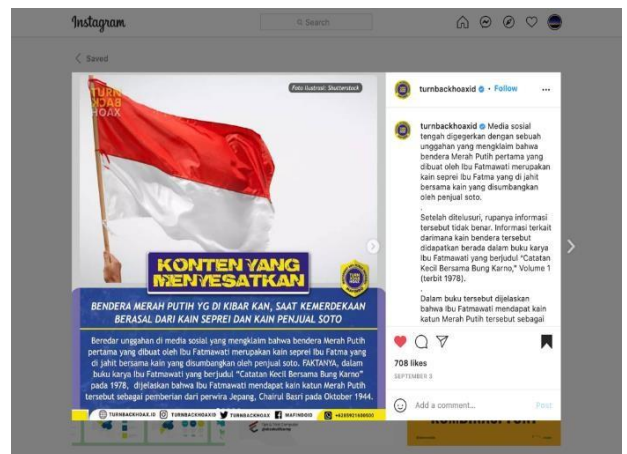 Instagram
Search
Saved
TURN
BACK
HOAX
Foto Ilustrasi: Shutterstock
KONTEN YANG
MENYESATKAN
BENDERA MERAH PUTIH YG DI KIBAR KAN, SAAT KEMERDEKAAN
BERASAL DARI KAIN SEPREI DAN KAIN PENJUAL SOTO
Beredar unggahan di media sosial yang mengklaim bahwa bendera Merah Putih
pertama yang dibuat oleh Ibu Fatmawati merupakan kain seprei Ibu Fatma yang
di jahit bersama kain yang disumbangkan oleh penjual soto. FAKTANYA, dalam
buku karya Ibu Fatmawati yang berjudul "Catatan Kecil Bersama Bung Karno"
pada 1978, dijelaskan bahwa Ibu Fatmawati mendapat kain katun Merah Putih
tersebut sebagai pemberian dari perwira Jepang, Chairul Basri pada Oktober 1944.
TURNBACKHOAX.ID TURNBACKHOAXID TURNBACKHOAX MAFINDOID
turnbackhoaxid • Follow
turnbackhoaxid Media sosial
tengah digegerkan dengan sebuah
unggahan yang mengklaim bahwa
bendera Merah Putih pertama yang
dibuat oleh Ibu Fatmawati merupakan
kain seprei Ibu Fatma yang di jahit
bersama kain yang disumbangkan
oleh penjual soto.
.
Setelah ditelusuri, rupanya informasi
tersebut tidak benar. Informasi terkait
darimana kain bendera tersebut
didapatkan berada dalam buku karya
Ibu Fatmawati yang berjudul "Catatan
Kecil Bersama Bung Karno," Volume 1
(terbit 1978).
.
Dalam buku tersebut dijelaskan
bahwa Ibu Fatmawati mendapat kain
katun Merah Putih tersebut sebagai
708 likes
SEPTEMBER 8
Add a comment...
Post